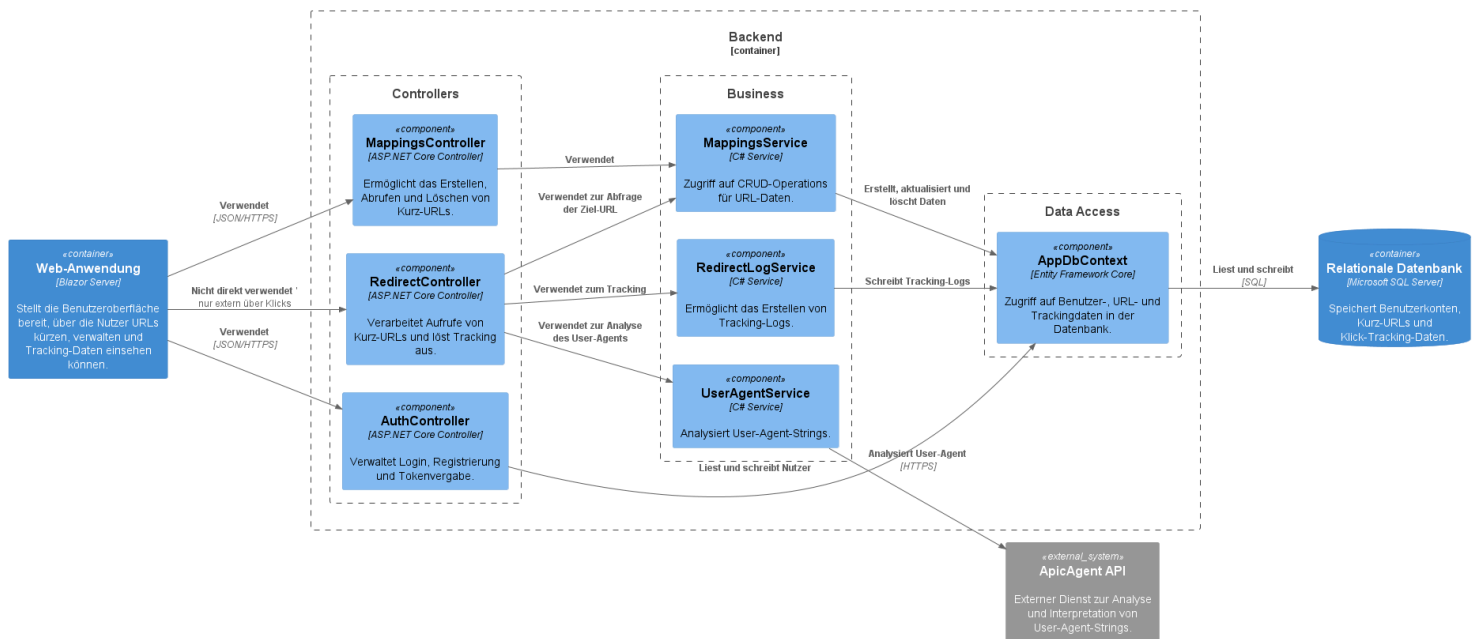 Backend
[container]
Controllers
«component»
MappingsController
[ASP.NET Core Controller]
Ermöglicht das Erstellen,
Abrufen und Löschen von
Kurz-URLs.
«component»
RedirectController
[ASP.NET Core Controller]
Verarbeitet Aufrufe von
Kurz-URLs und löst Tracking
aus.
«component»
AuthController
[ASP.NET Core Controller]
Verwaltet Login, Registrierung
und Tokenvergabe.
Business
«component»
MappingsService
[C# Service]
Zugriff auf CRUD-Operations
für URL-Daten.
«component»
RedirectLogService
[C# Service]
Ermöglicht das Erstellen von
Tracking-Logs.
«component»
UserAgentService
[C# Service]
Analysiert User-Agent-Strings.
Data Access
«component»
AppDbContext
[Entity Framework Core]
Zugriff auf Benutzer-, URL- und
Trackingdaten in der
Datenbank.
«container»
Web-Anwendung
[Blazor Server]
Stellt die Benutzeroberfläche
bereit, über die Nutzer URLs
kürzen, verwalten und
Tracking-Daten einsehen
können.
«container»
Relationale Datenbank
[Microsoft SQL Server]
Speichert Benutzerkonten,
Kurz-URLs und
Klick-Tracking-Daten.
«external_system»
ApicAgent API
Externer Dienst zur Analyse
und Interpretation von
User-Agent-Strings.
Verwendet
[JSON/HTTPS]
Nicht direkt verwendet '
nur extern über Klicks
Verwendet
[JSON/HTTPS]
Verwendet
Verwendet zur Abfrage
der Ziel-URL
Verwendet zum Tracking
Verwendet zur Analyse
des User-Agents
Erstellt, aktualisiert und
löscht Daten
Schreibt Tracking-Logs
Liest und schreibt Nutzer
Analysiert User-Agent
[HTTPS]
Liest und schreibt
[SQL]